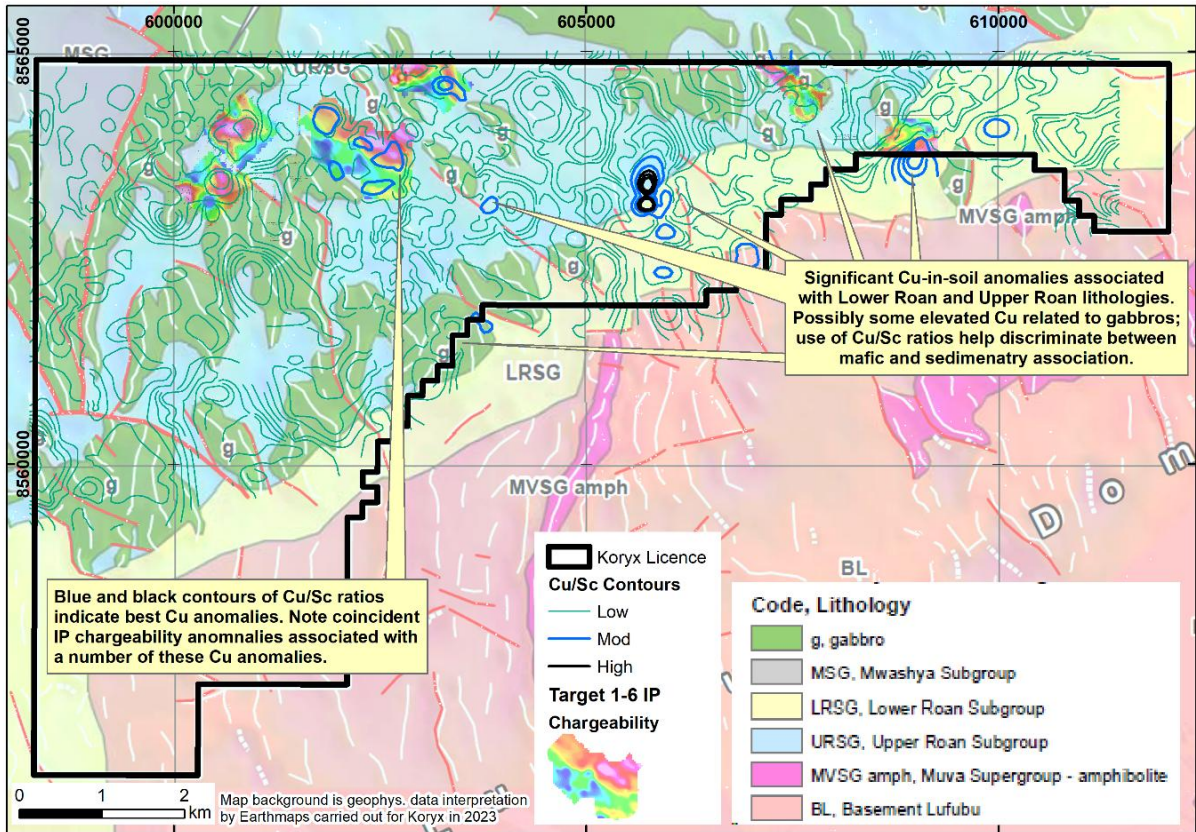 600000
605000
610000
8565000
8560000
MSG
URSG
g
g
g
g
g
g
g
g
g
g
g
g
g
g
MVSG amph
Significant Cu-in-soil anomalies associated
with Lower Roan and Upper Roan lithologies.
Possibly some elevated Cu related to gabbros;
use of Cu/Sc ratios help discriminate between
mafic and sedimenatry association.
LRSG
MVSG amph
Dom
BL
Blue and black contours of Cu/Sc ratios
indicate best Cu anomalies. Note coincident
IP chargeability anomnalies associated with
a number of these Cu anomalies.
Koryx Licence
Cu/Sc Contours
Low
Mod
High
Target 1-6 IP
Chargeability
Code, Lithology
g, gabbro
MSG, Mwashya Subgroup
LRSG, Lower Roan Subgroup
URSG, Upper Roan Subgroup
MVSG amph, Muva Supergroup - amphibolite
BL, Basement Lufubu
0 1 2
km
Map background is geophys. data interpretation
by Earthmaps carried out for Koryx in 2023